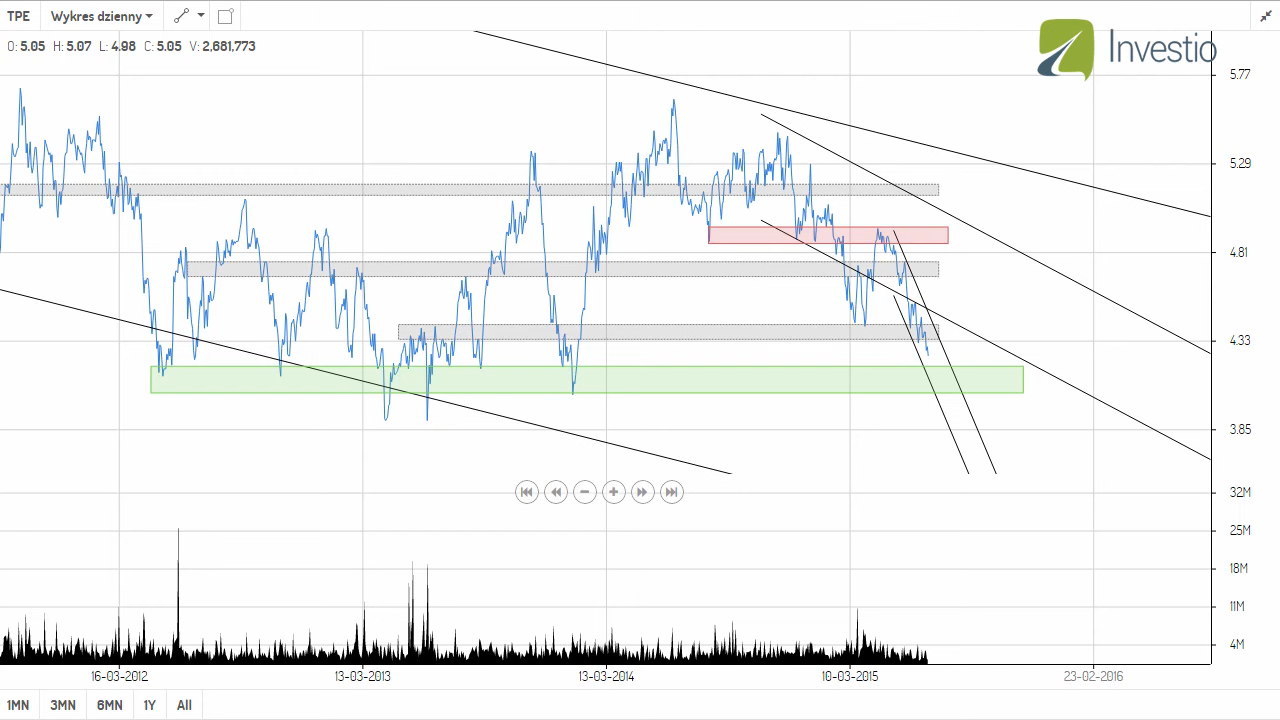 TPE Wykres dzienny
O: 5.05 H: 5.07 L: 4.98 C: 5.05 V: 2,681,773
Investio
5.77
5.29
4.81
4.33
3.85
32M
25M
18M
11M
4M
16-03-2012 13-03-2013 13-03-2014 10-03-2015 23-02-2016
1MN 3MN 6MN 1Y All